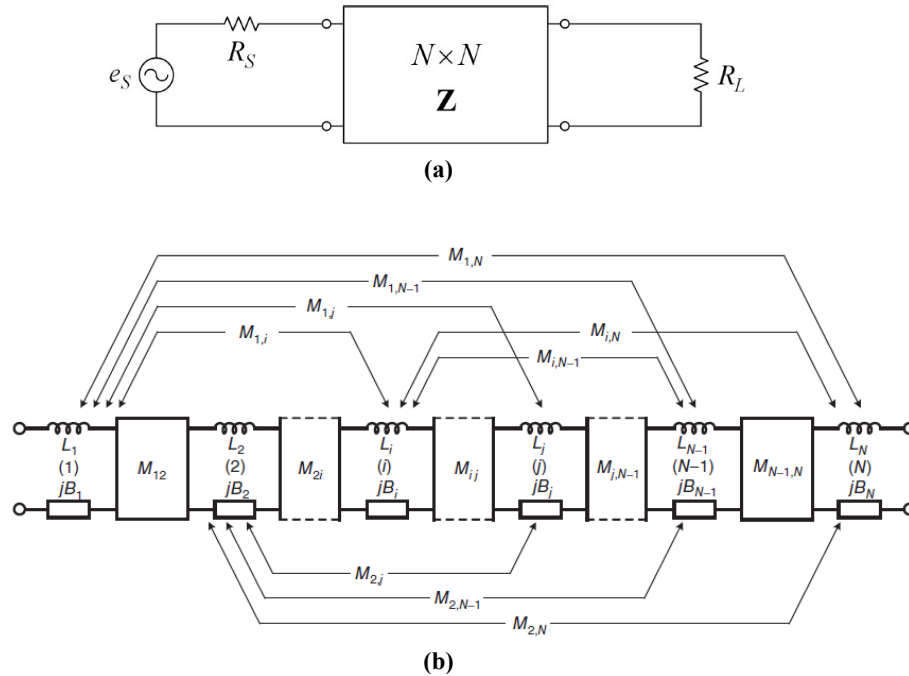 e_S
R_S
N×N
Z
R_L
(a)
M_{1,N}
M_{1,N−1}
M_{1,j}
M_{1,i}
M_{i,N}
M_{i,N−1}
L_1
(1)
jB_1
M_{12}
L_2
(2)
jB_2
M_{2i}
L_i
(i)
jB_i
M_{ij}
L_j
(j)
jB_j
M_{j,N−1}
L_{N−1}
(N−1)
jB_{N−1}
M_{N−1,N}
L_N
(N)
jB_N
M_{2,j}
M_{2,N−1}
M_{2,N}
(b)